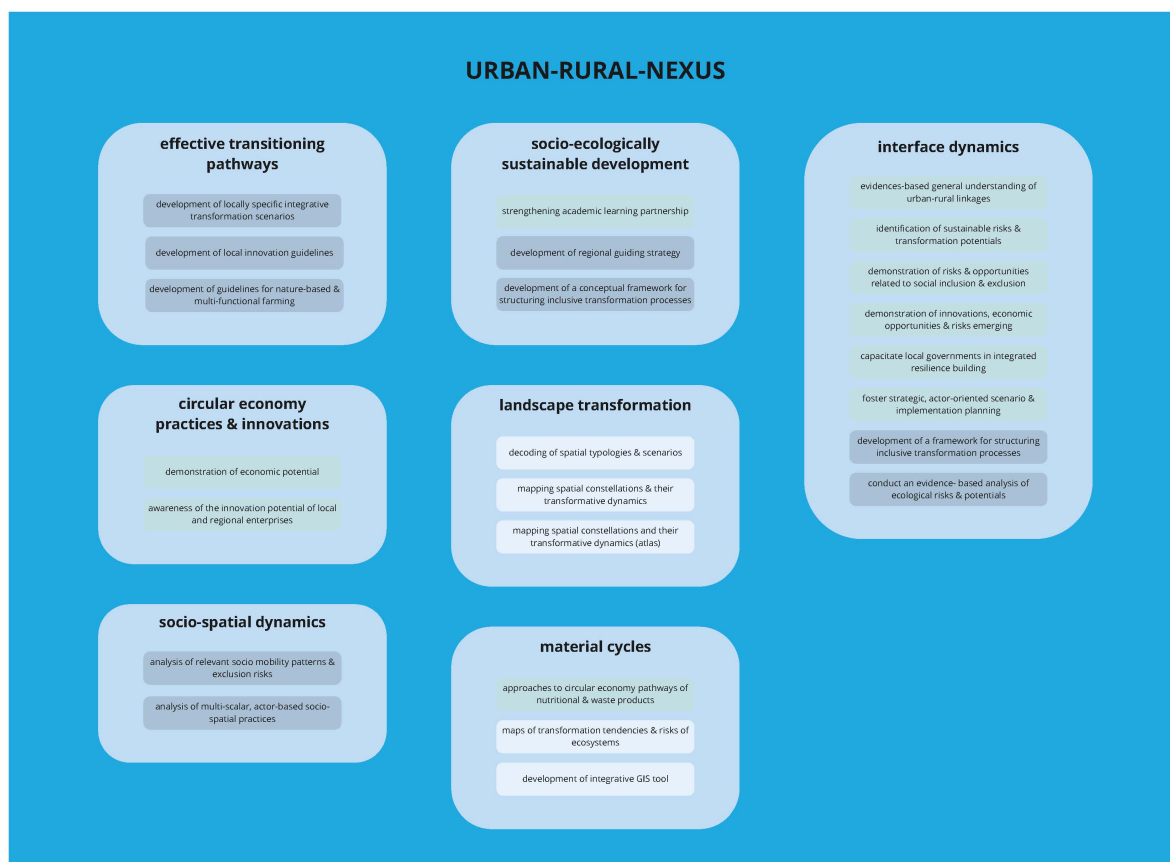 URBAN-RURAL-NEXUS
effective transitioning
pathways
development of locally specific integrative
transformation scenarios
development of local innovation guidelines
development of guidelines for nature-based &
multi-functional farming
circular economy
practices & innovations
demonstration of economic potential
awareness of the innovation potential of local
and regional enterprises
socio-spatial dynamics
analysis of relevant socio mobility patterns &
exclusion risks
analysis of multi-scalar, actor-based socio-
spatial practices
socio-ecologically
sustainable development
strengthening academic learning partnership
development of regional guiding strategy
development of a conceptual framework for
structuring inclusive transformation processes
landscape transformation
decoding of spatial typologies & scenarios
mapping spatial constellations & their
transformative dynamics
mapping spatial constellations and their
transformative dynamics (atlas)
material cycles
approaches to circular economy pathways of
nutritional & waste products
maps of transformation tendencies & risks of
ecosystems
development of integrative GIS tool
interface dynamics
evidences-based general understanding of
urban-rural linkages
identification of sustainable risks &
transformation potentials
demonstration of risks & opportunities
related to social inclusion & exclusion
demonstration of innovations, economic
opportunities & risks emerging
capacitate local governments in integrated
resilience building
foster strategic, actor-oriented scenario &
implementation planning
development of a framework for structuring
inclusive transformation processes
conduct an evidence- based analysis of
ecological risks & potentials